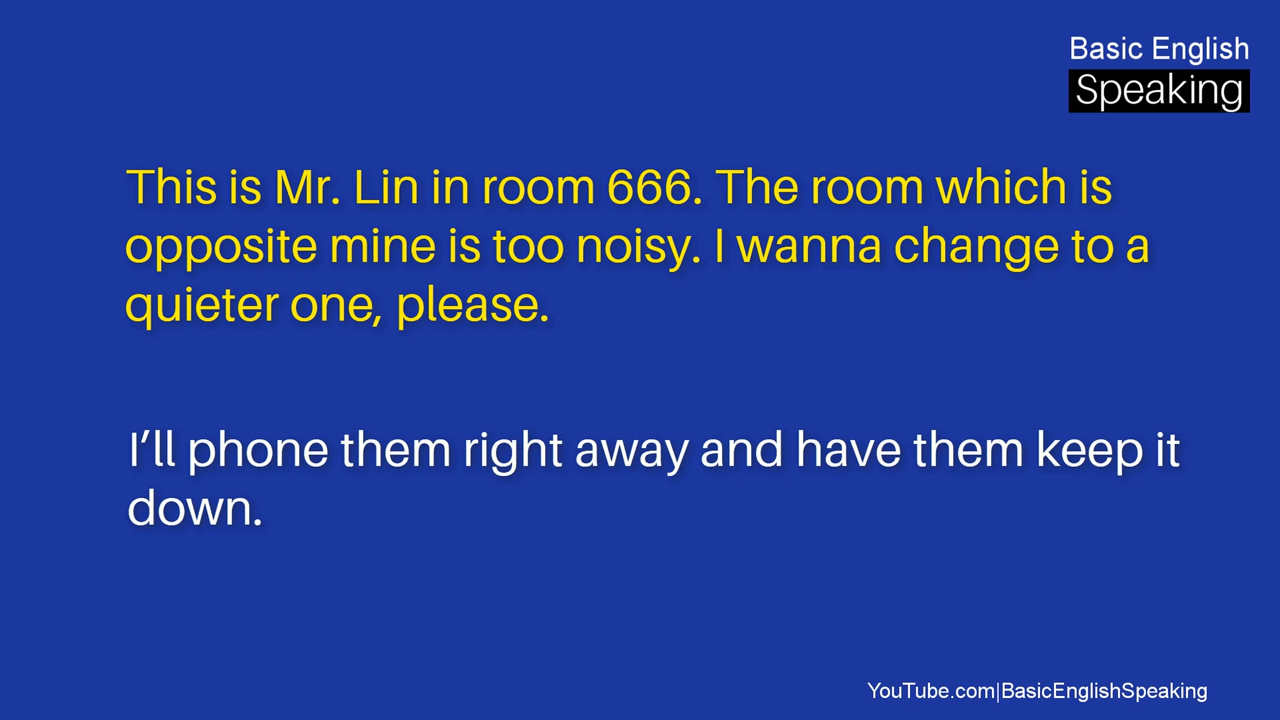 Basic English
Speaking
This is Mr. Lin in room 666. The room which is
opposite mine is too noisy. I wanna change to a
quieter one, please.
I’ll phone them right away and have them keep it
down.
YouTube.com|BasicEnglishSpeaking